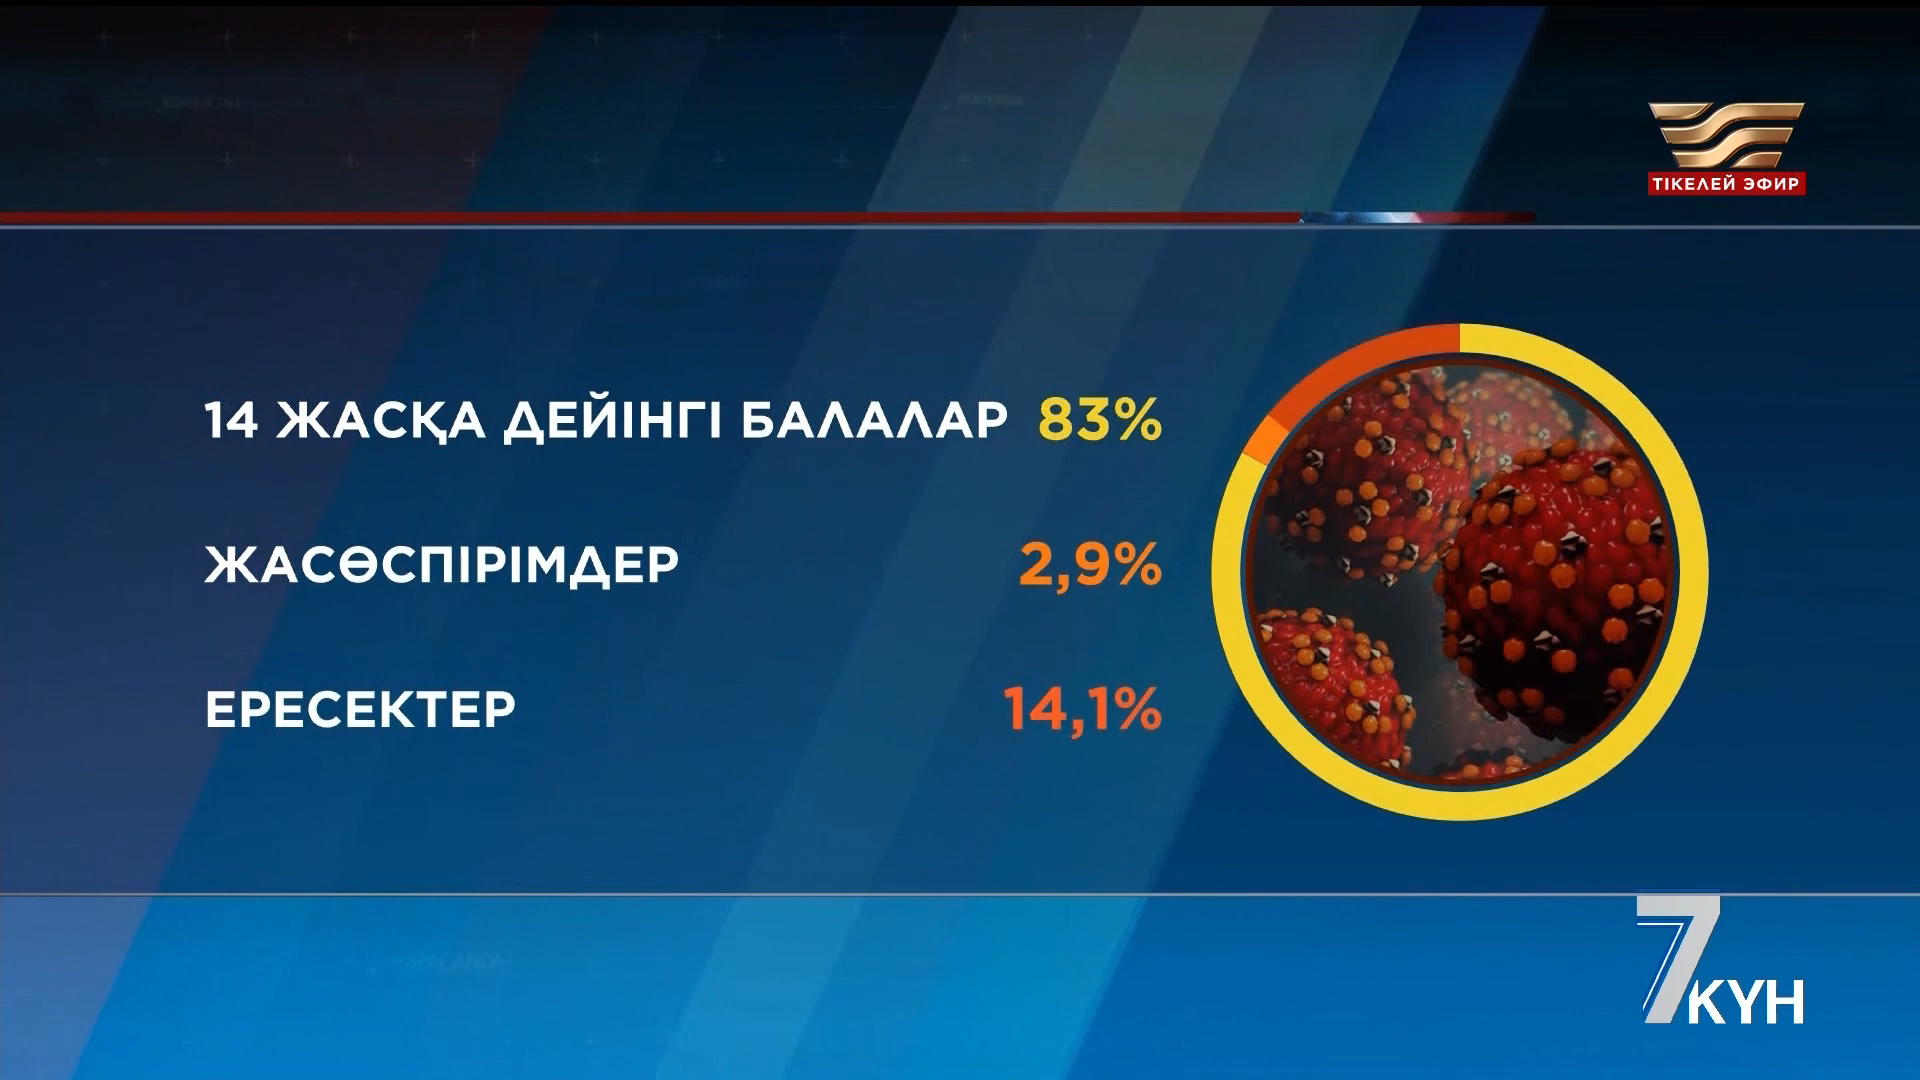 ТІКЕЛЕЙ ЭФИР
14 ЖАСҚА ДЕЙІНГІ БАЛАЛАР 83%
ЖАСӨСПІРІМДЕР 2,9%
ЕРЕСЕКТЕР 14,1%
7 КҮН